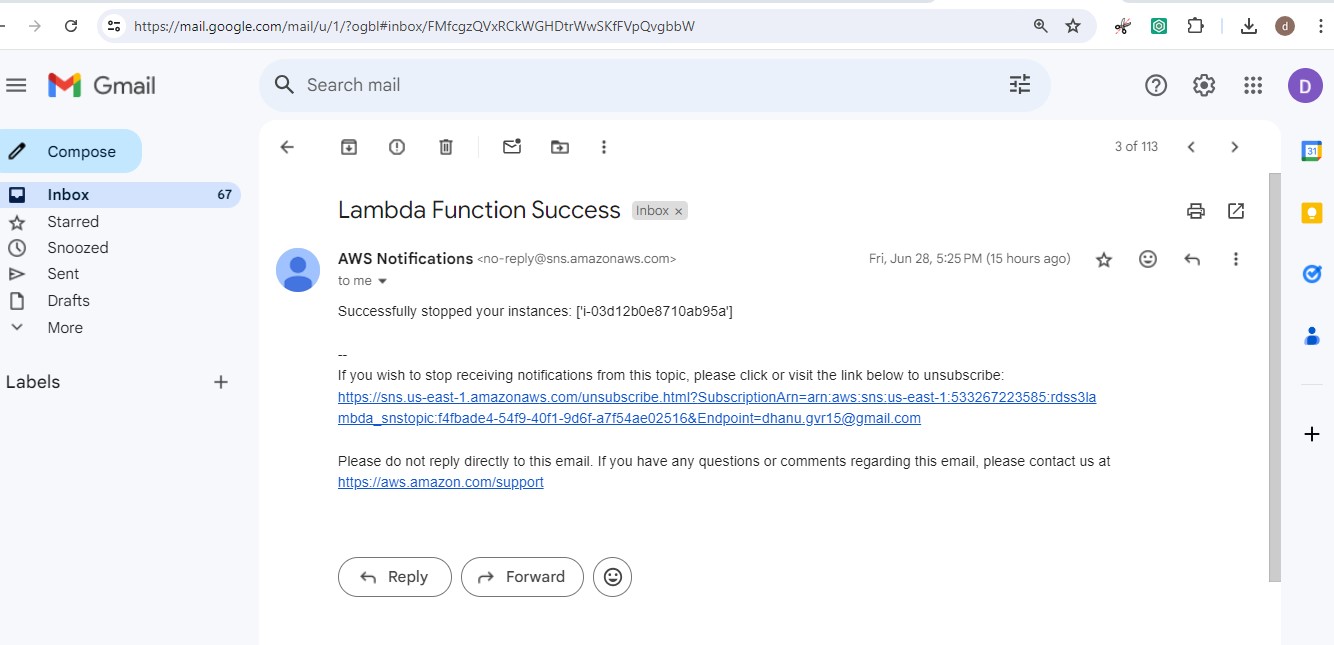 https://mail.google.com/mail/u/1/?ogbl#inbox/FMfcgzQVxRCkWGHDtrWwSKfFVpQvgbbW
d
Gmail
Search mail
D
Compose
3 of 113
31
Inbox 67
Starred
Snoozed
Sent
Drafts
More
Labels
Lambda Function Success Inbox ×
AWS Notifications <no-reply@sns.amazonaws.com> Fri, Jun 28, 5:25 PM (15 hours ago)
to me
Successfully stopped your instances: ['i-03d12b0e8710ab95a']
--
If you wish to stop receiving notifications from this topic, please click or visit the link below to unsubscribe:
https://sns.us-east-1.amazonaws.com/unsubscribe.html?SubscriptionArn=arn:aws:sns:us-east-1:533267223585:rdss3la
mbda_snstopic:f4fbade4-54f9-40f1-9d6f-a7f54ae02516&Endpoint=dhanu.gvr15@gmail.com
Please do not reply directly to this email. If you have any questions or comments regarding this email, please contact us at
https://aws.amazon.com/support
Reply
Forward